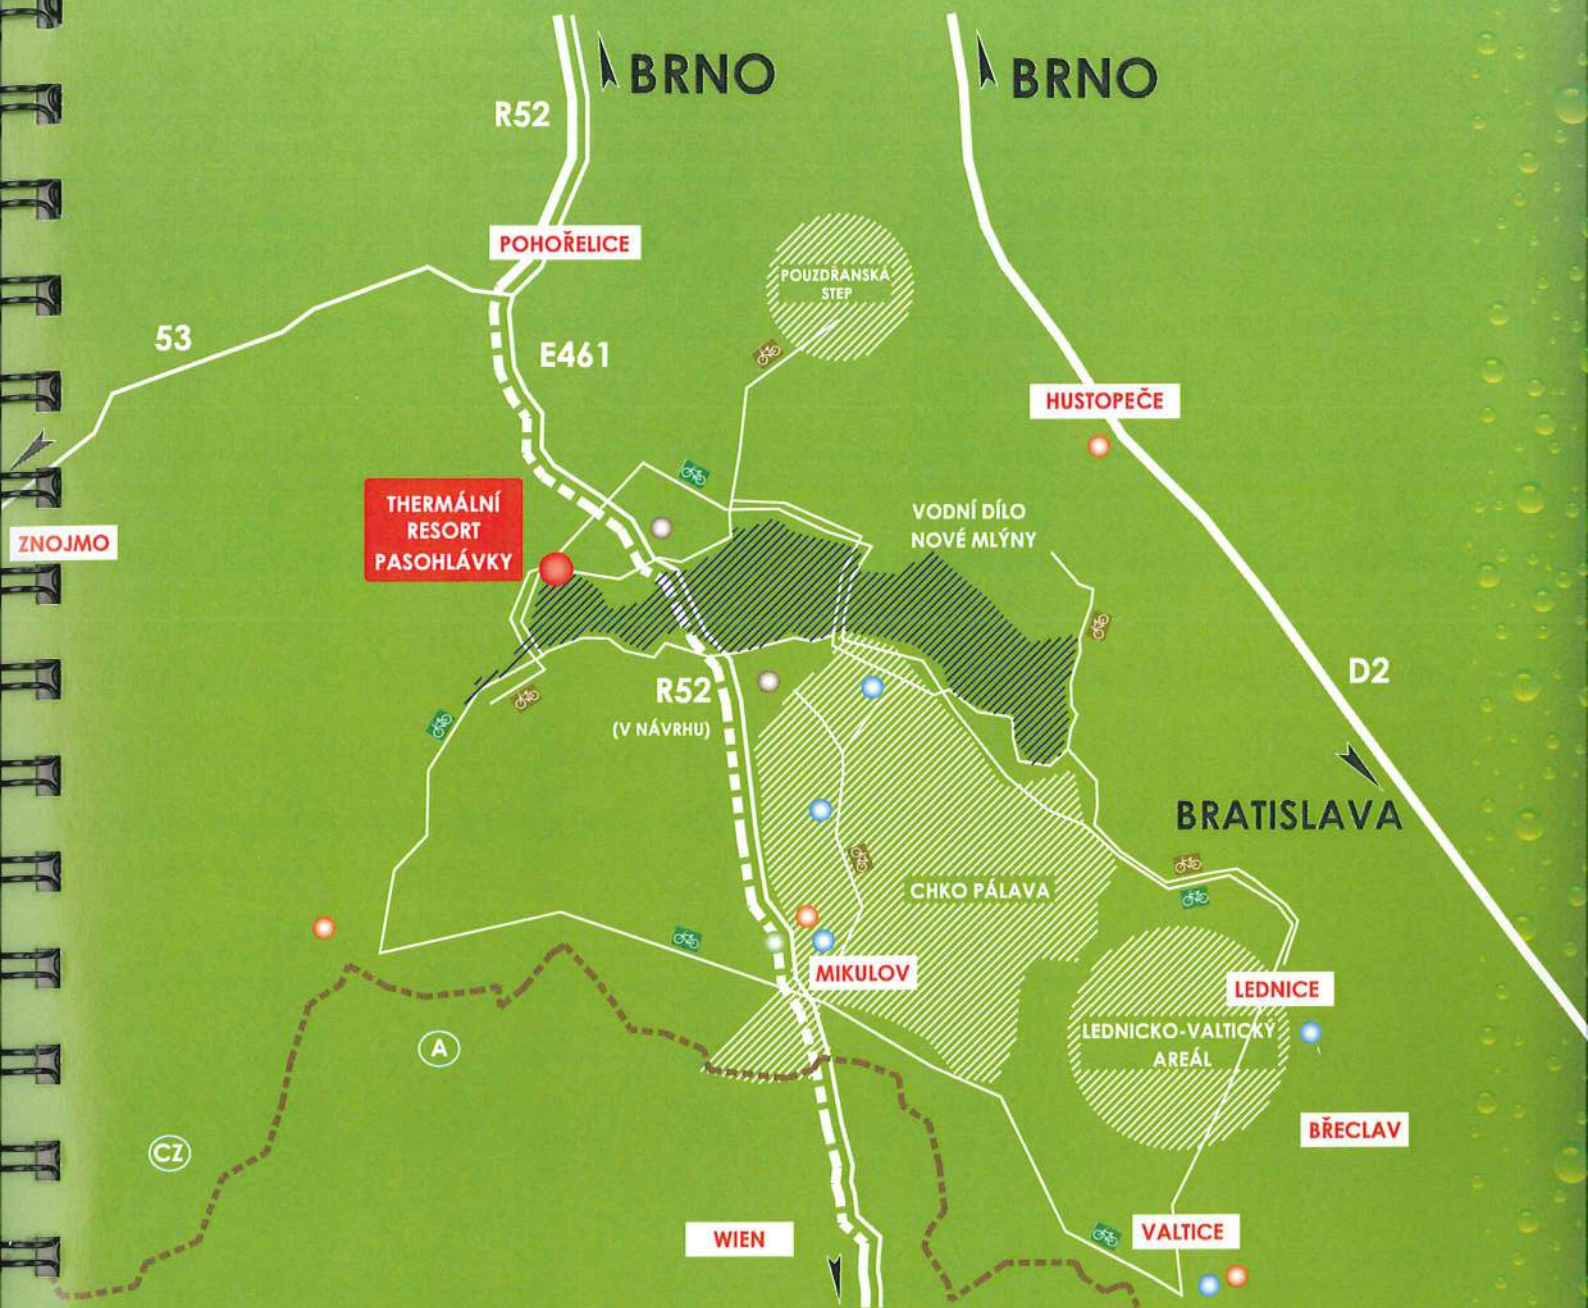 BRNO
BRNO
R52
POHOŘELICE
POUZDŘANSKÁ
STEP
53
E461
HUSTOPEČE
THERMÁLNÍ
RESORT
PASOHLÁVKY
VODNÍ DÍLO
NOVÉ MLÝNY
ZNOJMO
D2
R52
(V NÁVRHU)
BRATISLAVA
CHKO PÁLAVA
MIKULOV
LEDNICE
LEDNICKO-VALTICKÝ
AREÁL
A
BŘECLAV
CZ
VALTICE
WIEN